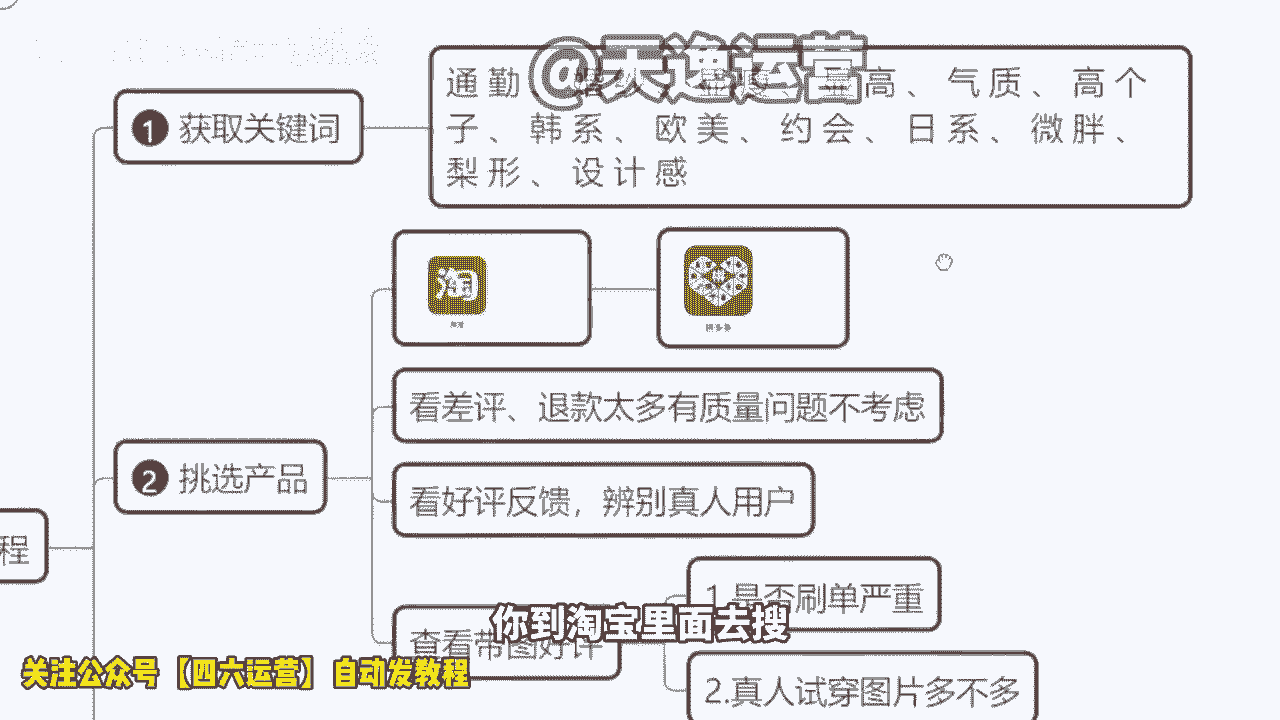 @天逸运营
通勤、显高、气质、高个
子、韩系、欧美、约会、日系、微胖、
梨形、设计感
1 获取关键词
淘
拼多多
看差评、退款太多有质量问题不考虑
2 挑选产品
看好评反馈，辨别真人用户
程
1.是否刷单严重
查看带图好评
你到淘宝里面去搜
关注公众号【四六运营】 自动发教程
2.真人试穿图片多不多